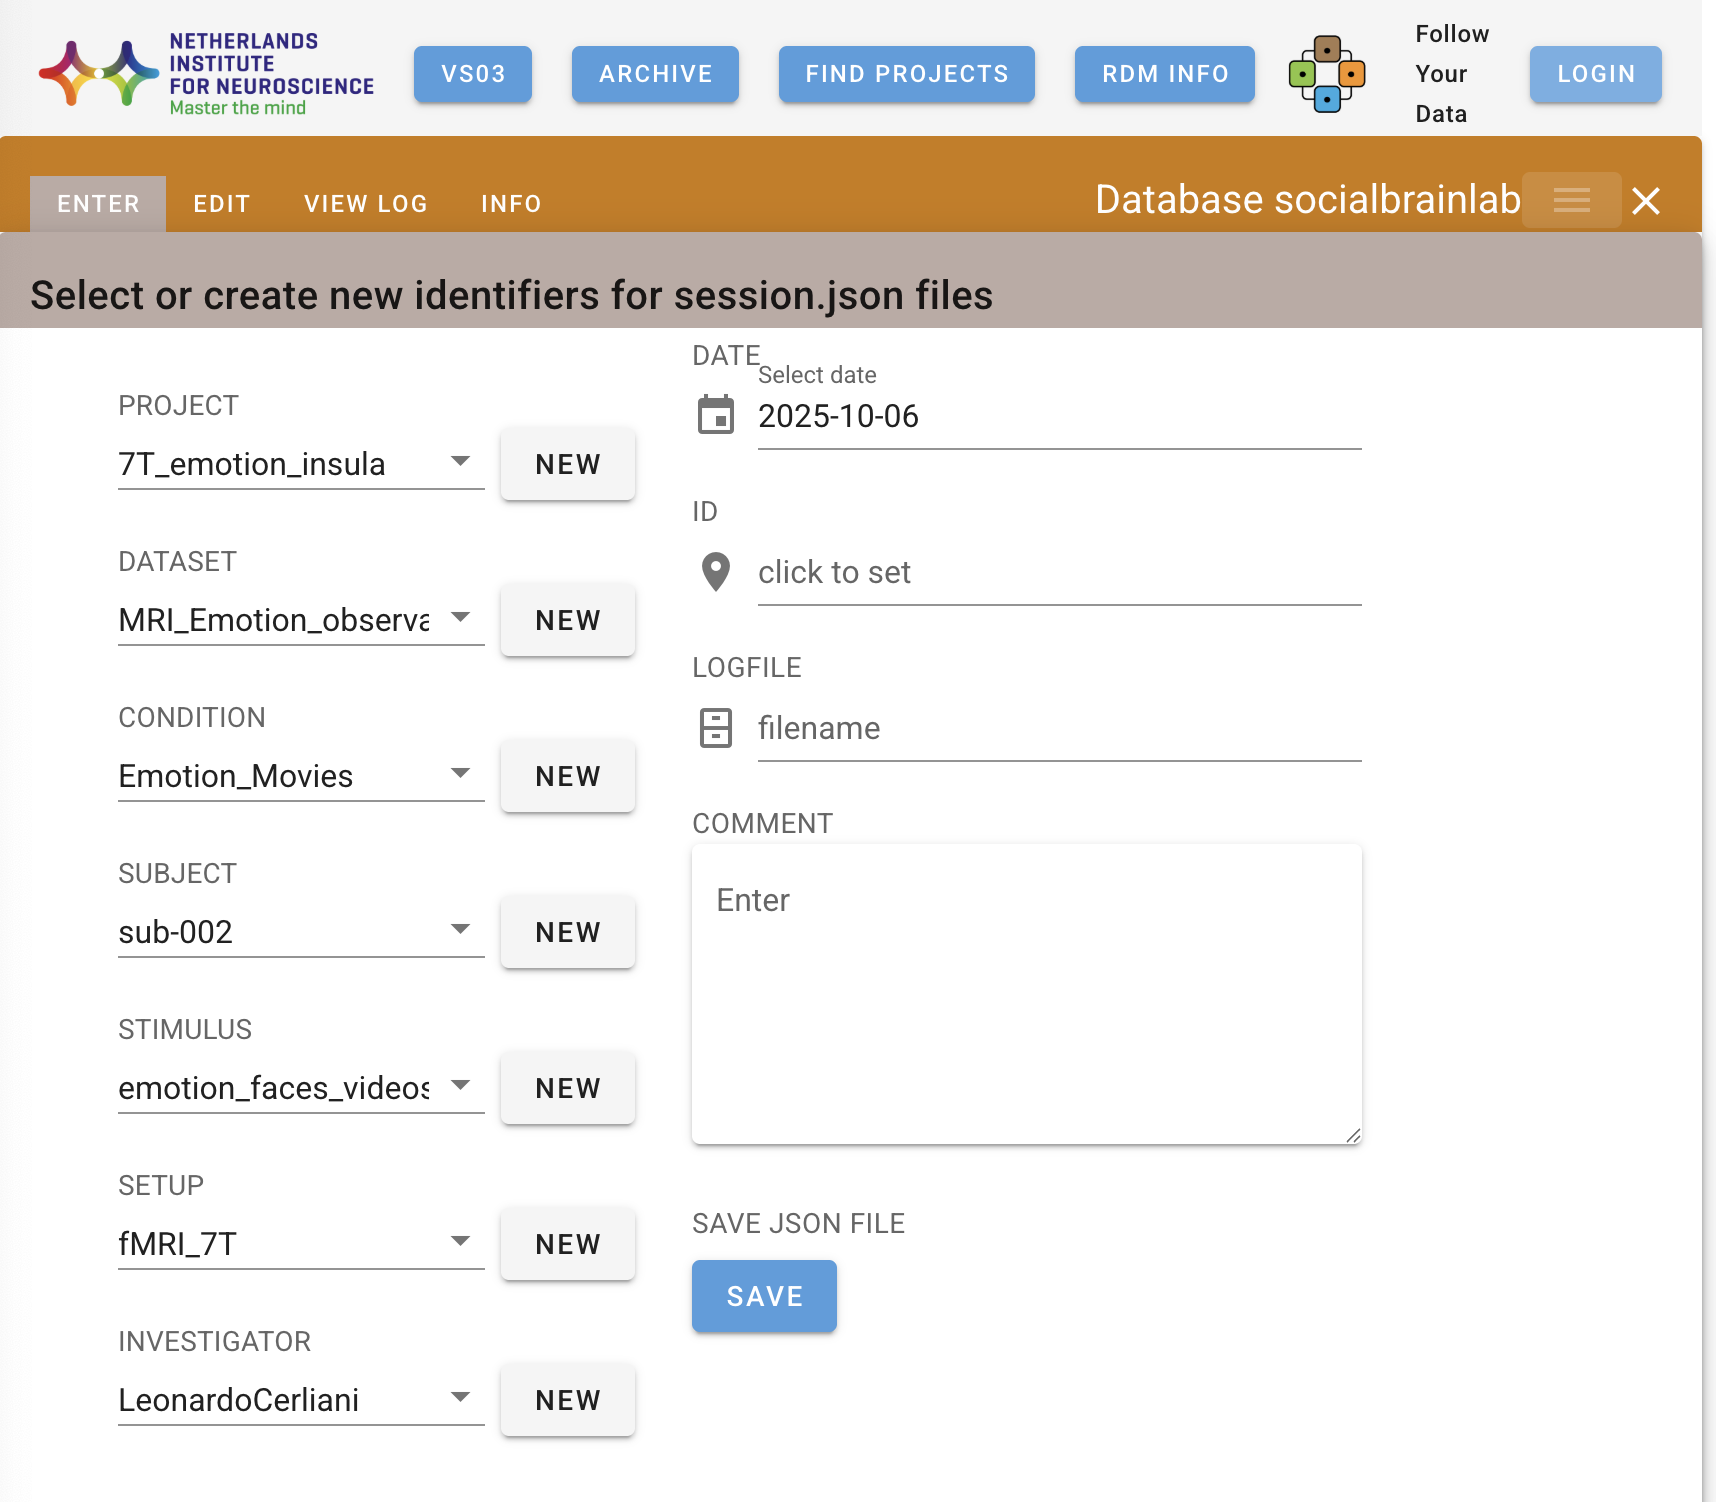 NETHERLANDS
INSTITUTE
FOR NEUROSCIENCE
Master the mind
VS03
ARCHIVE
FIND PROJECTS
RDM INFO
Follow
Your
Data
LOGIN
ENTER
EDIT
VIEW LOG
INFO
Database socialbrainlab
Select or create new identifiers for session.json files
PROJECT
7T_emotion_insula
NEW
DATASET
MRI_Emotion_observa
NEW
CONDITION
Emotion_Movies
NEW
SUBJECT
sub-002
NEW
STIMULUS
emotion_faces_videos
NEW
SETUP
fMRI_7T
NEW
INVESTIGATOR
LeonardoCerliani
NEW
DATE
Select date
2025-10-06
ID
click to set
LOGFILE
filename
COMMENT
Enter
SAVE JSON FILE
SAVE